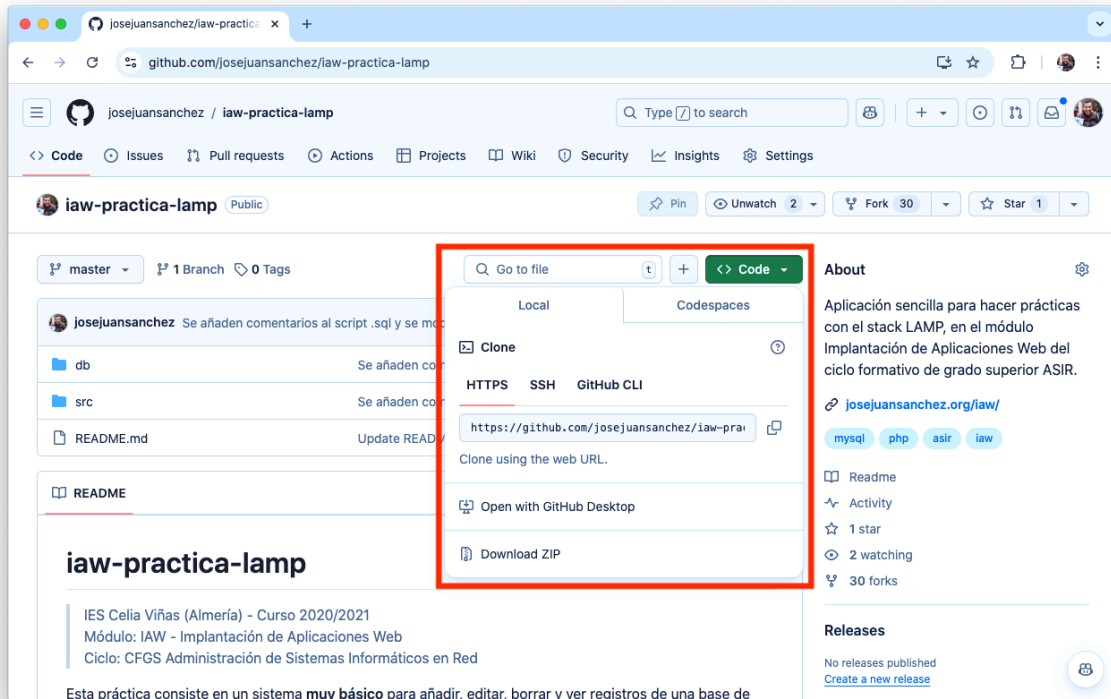 josejuansanchez/iaw-practica
github.com/josejuansanchez/iaw-practica-lamp
josejuansanchez / iaw-practica-lamp
Type / to search
Code Issues Pull requests Actions Projects Wiki Security Insights Settings
iaw-practica-lamp Public
Pin Unwatch 2 Fork 30 Star 1
master 1 Branch 0 Tags
Go to file t + Code
josejuansanchez Se añaden comentarios al script .sql y se mod
db Se añaden con
src Se añaden con
README.md Update READ
Local Codespaces
Clone
HTTPS SSH GitHub CLI
https://github.com/josejuansanchez/iaw-prac
Clone using the web URL.
Open with GitHub Desktop
Download ZIP
README
iaw-practica-lamp
IES Celia Viñas (Almería) - Curso 2020/2021
Módulo: IAW - Implantación de Aplicaciones Web
Ciclo: CFGS Administración de Sistemas Informáticos en Red
Esta práctica consiste en un sistema muy básico para añadir, editar, borrar y ver registros de una base de
About
Aplicación sencilla para hacer prácticas
con el stack LAMP, en el módulo
Implantación de Aplicaciones Web del
ciclo formativo de grado superior ASIR.
josejuansanchez.org/iaw/
mysql php asir iaw
Readme
Activity
1 star
2 watching
30 forks
Releases
No releases published
Create a new release